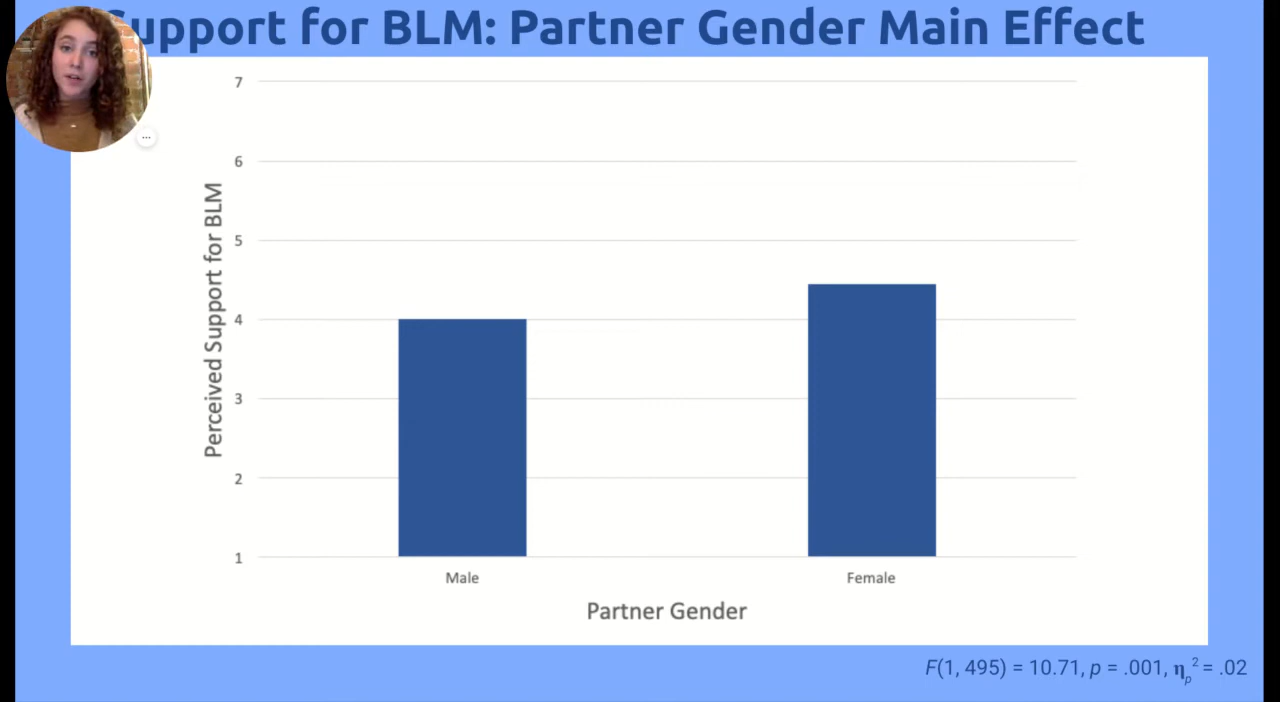 Support for BLM: Partner Gender Main Effect
7
6
5
4
3
2
1
Perceived Support for BLM
Male Female
Partner Gender
F(1, 495) = 10.71, p = .001, ηp² = .02